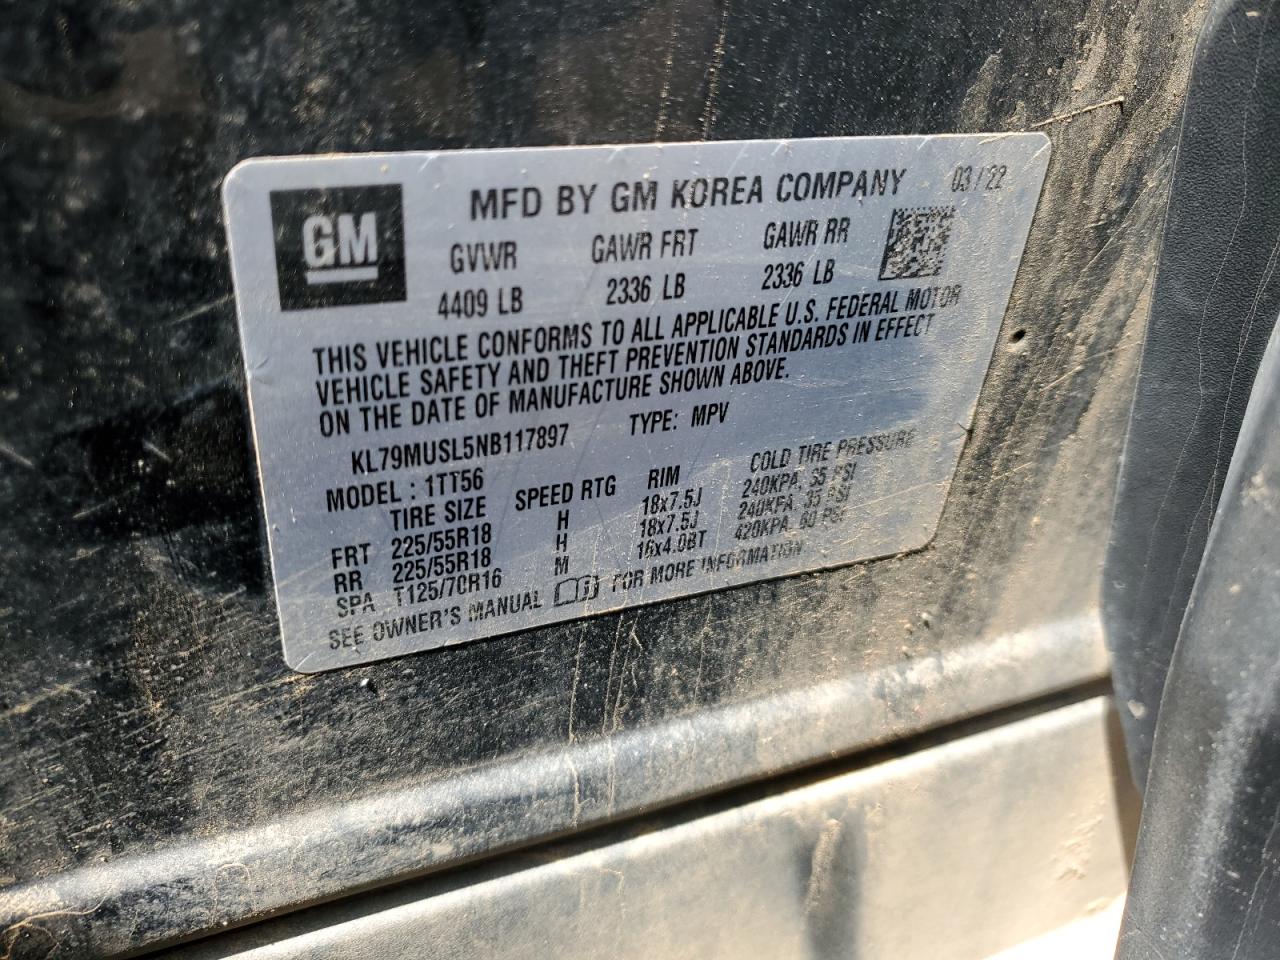 GM
MFD BY GM KOREA COMPANY 03/22
GVWR GAWR FRT GAWR RR
4409 LB 2336 LB 2336 LB
THIS VEHICLE CONFORMS TO ALL APPLICABLE U.S. FEDERAL MOTOR
VEHICLE SAFETY AND THEFT PREVENTION STANDARDS IN EFFECT
ON THE DATE OF MANUFACTURE SHOWN ABOVE.
KL79MUSL5NB117897 TYPE: MPV
MODEL : 1TT56
TIRE SIZE SPEED RTG RIM COLD TIRE PRESSURE
FRT 225/55R18 H 18x7.5J 240KPA, 35 PSI
RR 225/55R18 H 18x7.5J 240KPA, 35 PSI
SPA T125/70R16 M 16x4.0BT 420KPA, 60 PSI
SEE OWNER'S MANUAL FOR MORE INFORMATION